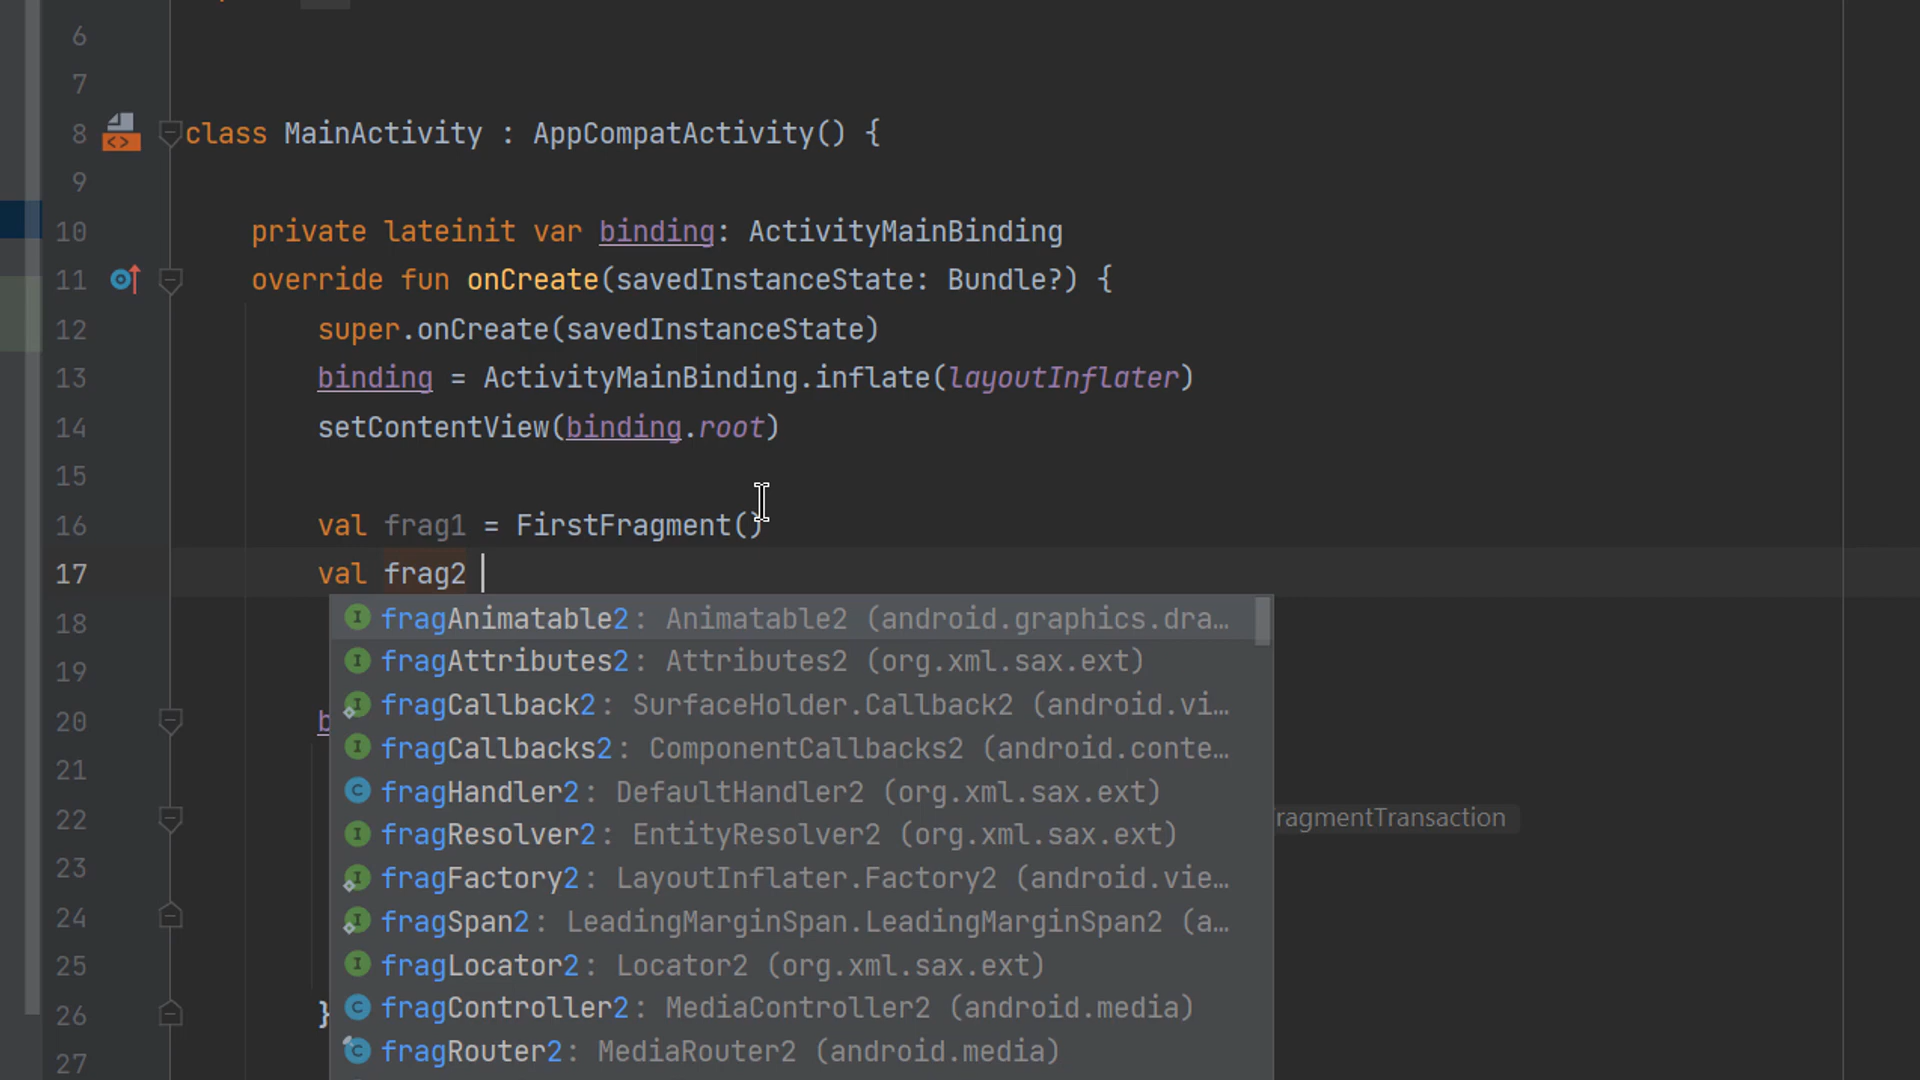 6
7
8 class MainActivity : AppCompatActivity() {
9
10 private lateinit var binding: ActivityMainBinding
11 override fun onCreate(savedInstanceState: Bundle?) {
12 super.onCreate(savedInstanceState)
13 binding = ActivityMainBinding.inflate(layoutInflater)
14 setContentView(binding.root)
15
16 val frag1 = FirstFragment()
17 val frag2
18 fragAnimatable2: Animatable2 (android.graphics.dra…
19 fragAttributes2: Attributes2 (org.xml.sax.ext)
fragCallback2: SurfaceHolder.Callback2 (android.vi…
20 b
fragCallbacks2: ComponentCallbacks2 (android.conte…
21
fragHandler2: DefaultHandler2 (org.xml.sax.ext)
22 ragmentTransaction
fragResolver2: EntityResolver2 (org.xml.sax.ext)
23 fragFactory2: LayoutInflater.Factory2 (android.vie…
24 fragSpan2: LeadingMarginSpan.LeadingMarginSpan2 (a…
25 fragLocator2: Locator2 (org.xml.sax.ext)
26 }
fragController2: MediaController2 (android.media)
27 fragRouter2: MediaRouter2 (android.media)